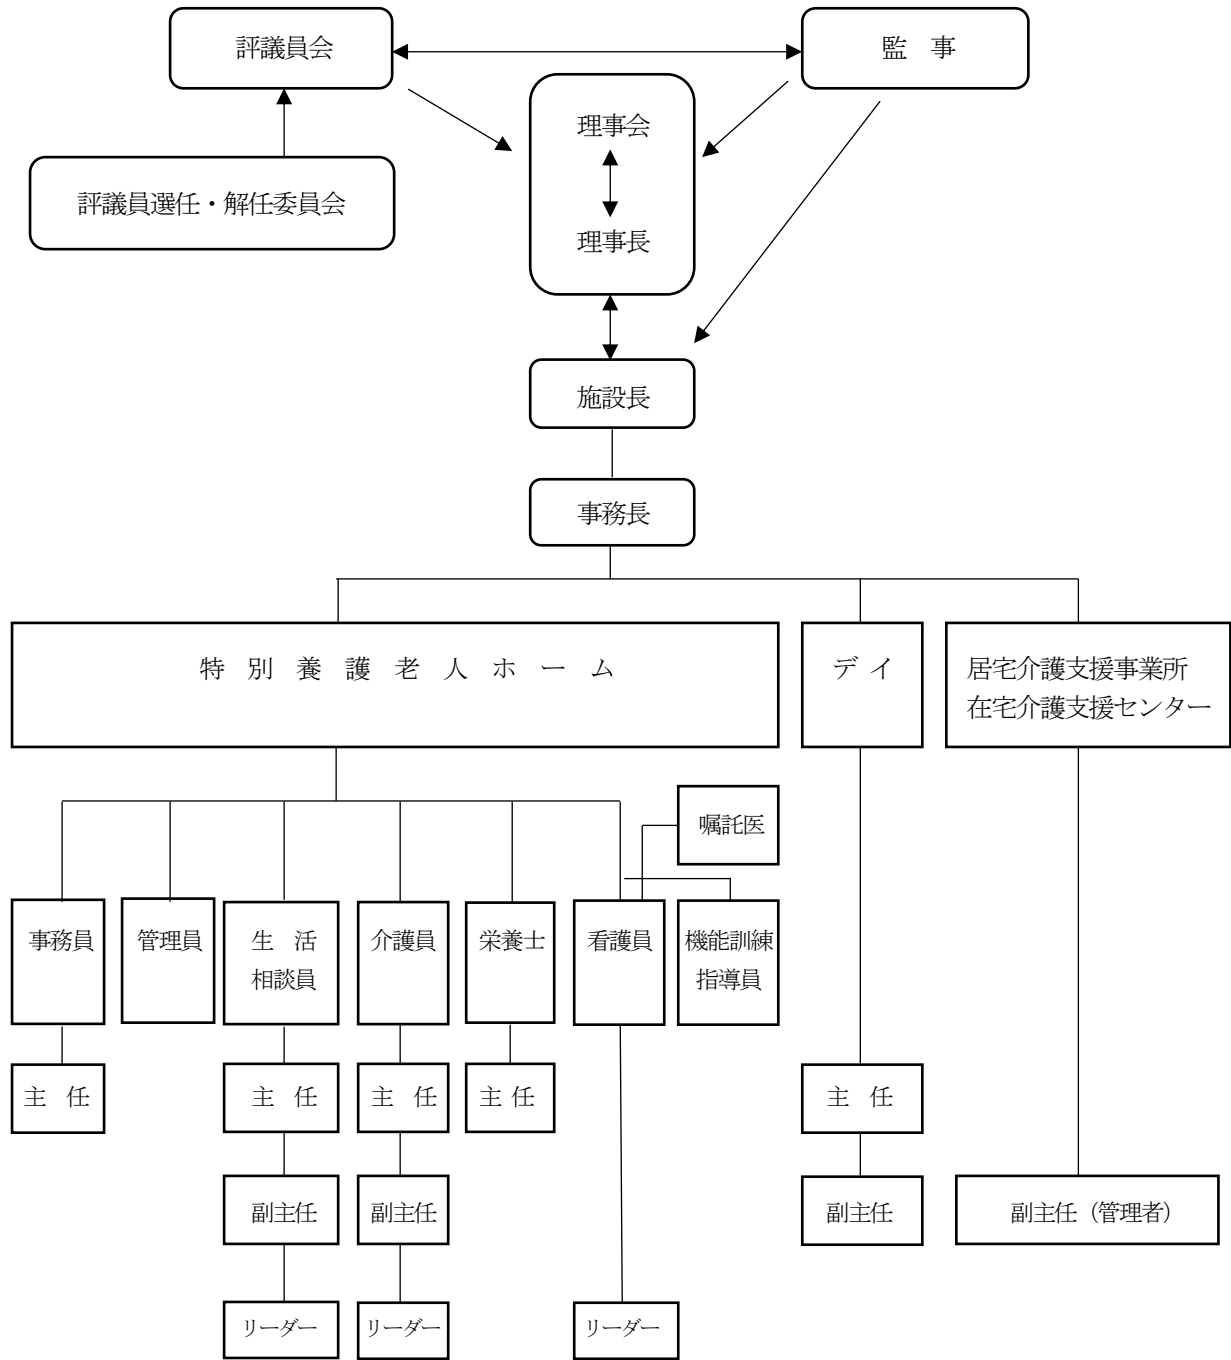 評議員会
監 事
理事会
評議員選任・解任委員会
理事長
施設長
事務長
特 別 養 護 老 人 ホ ー ム
デ イ
居宅介護支援事業所
在宅介護支援センター
嘱託医
事務員
管理員
生 活
相談員
介護員
栄養士
看護員
機能訓練
指導員
主 任
主 任
主 任
主 任
主 任
副主任
副主任
副主任
副主任（管理者）
リーダー
リーダー
リーダー